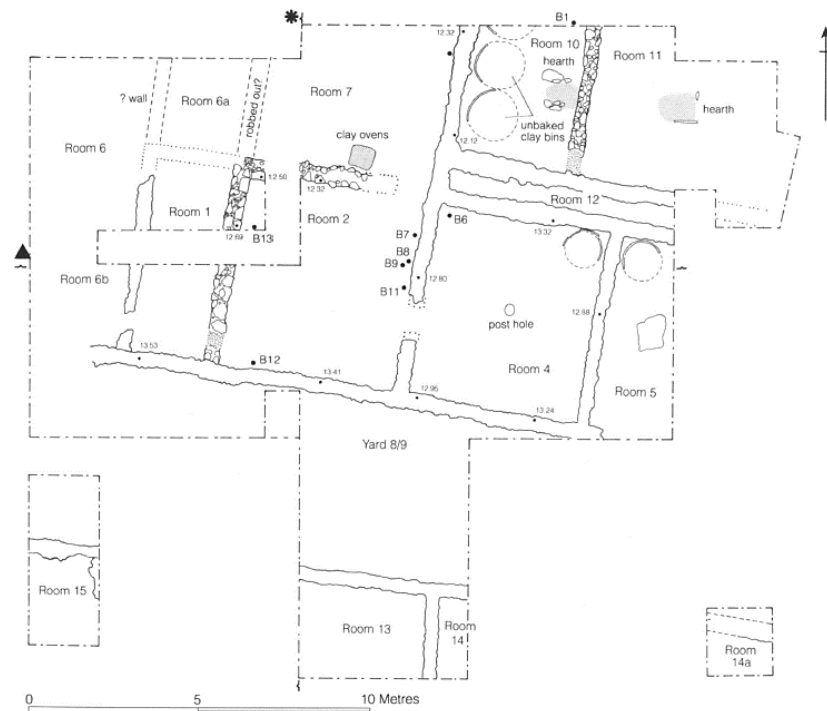 B1
12.32
Room 10
Room 11
hearth
? wall
Room 6a
robbed out?
Room 7
hearth
unbaked
clay bins
clay ovens
12.12
Room 6
12.50
12.32
Room 12
Room 1
Room 2
B6
13.32
12.69
B13
B7
B8
B9
12.80
B11
Room 6b
post hole
12.68
13.53
B12
13.41
Room 4
Room 5
12.95
13.24
Yard 8/9
Room 15
Room 13
Room
14
Room
14a
0
5
10 Metres